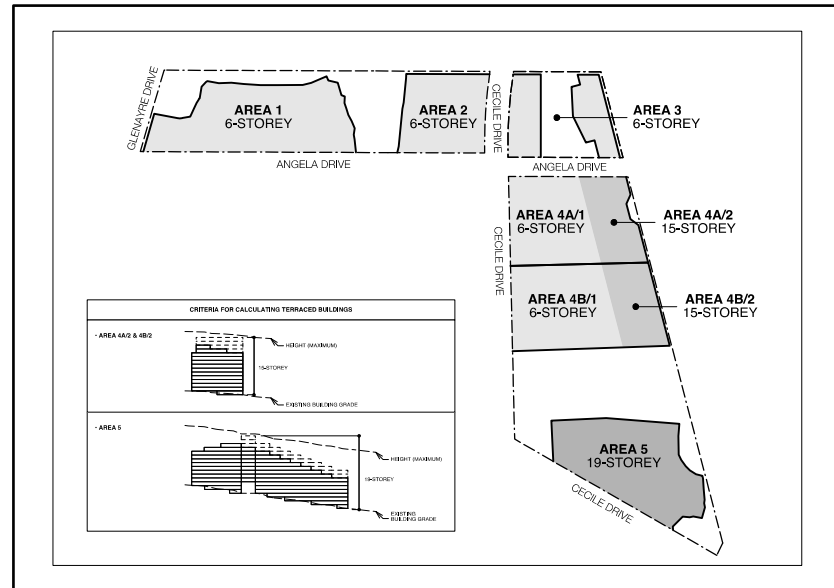 GLENAYRE DRIVE
AREA 1
6-STOREY
AREA 2
6-STOREY
CECILE DRIVE
AREA 3
6-STOREY
ANGELA DRIVE
ANGELA DRIVE
CECILE DRIVE
AREA 4A/1
6-STOREY
AREA 4A/2
15-STOREY
AREA 4B/1
6-STOREY
AREA 4B/2
15-STOREY
AREA 5
19-STOREY
CECILE DRIVE
CRITERIA FOR CALCULATING TERRACED BUILDINGS
- AREA 4A/2 & 4B/2
HEIGHT (MAXIMUM)
15-STOREY
EXISTING BUILDING GRADE
- AREA 5
HEIGHT (MAXIMUM)
19-STOREY
EXISTING
BUILDING GRADE